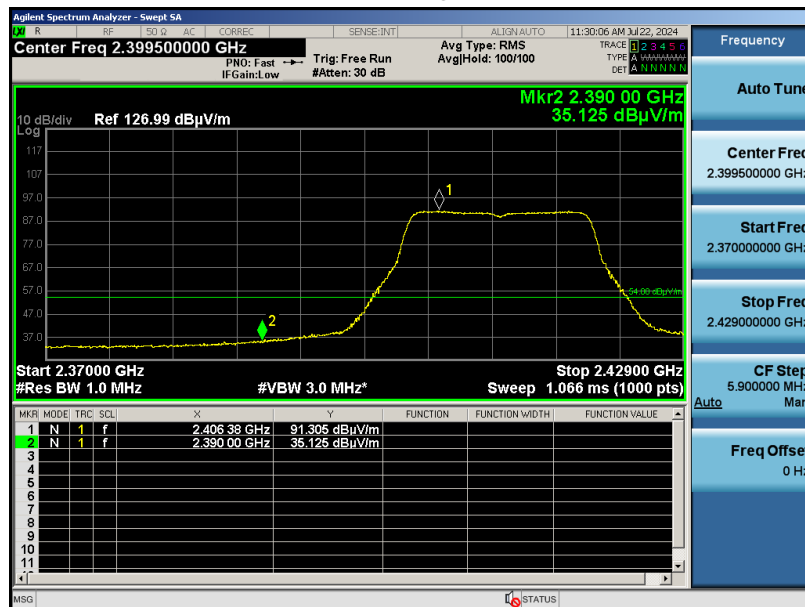 Agilent Spectrum Analyzer - Swept SA
LXI R RF 50 Ω AC CORREC SENSE:INT ALIGN AUTO 11:30:06 AM Jul 22, 2024
Center Freq 2.399500000 GHz
PNO: Fast
IFGain:Low
Trig: Free Run
#Atten: 30 dB
Avg Type: RMS
Avg|Hold: 100/100
TRACE 1 2 3 4 5 6
TYPE A WWWWW
DET A N N N N N
Mkr2 2.390 00 GHz
35.125 dBµV/m
10 dB/div Ref 126.99 dBµV/m
Log
117
107
97.0
87.0
77.0
67.0
57.0
47.0
37.0
1
2
54.00 dBµV/m
Start 2.37000 GHz Stop 2.42900 GHz
#Res BW 1.0 MHz #VBW 3.0 MHz* Sweep 1.066 ms (1000 pts)
MKR MODE TRC SCL X Y FUNCTION FUNCTION WIDTH FUNCTION VALUE
1 N 1 f 2.406 38 GHz 91.305 dBµV/m
2 N 1 f 2.390 00 GHz 35.125 dBµV/m
3
4
5
6
7
8
9
10
11
MSG STATUS
Frequency
Auto Tune
Center Freq
2.399500000 GHz
Start Freq
2.370000000 GHz
Stop Freq
2.429000000 GHz
CF Step
5.900000 MHz
Auto Man
Freq Offset
0 Hz